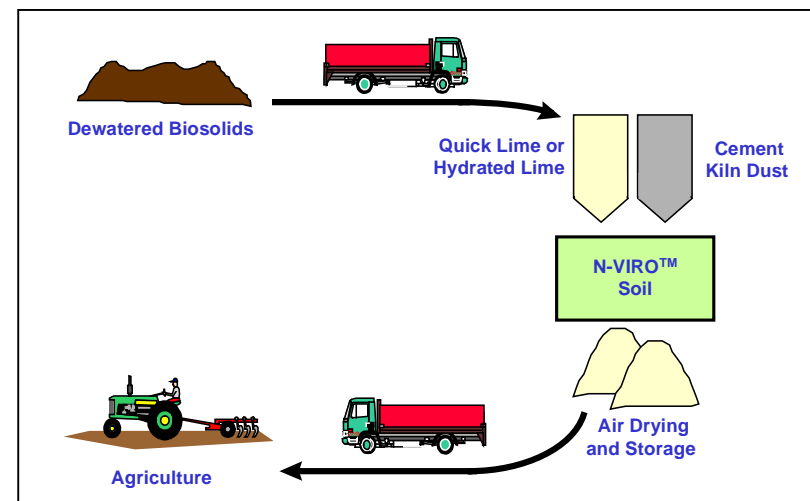 Dewatered Biosolids
Quick Lime or
Hydrated Lime
Cement
Kiln Dust
N-VIRO™
Soil
Air Drying
and Storage
Agriculture